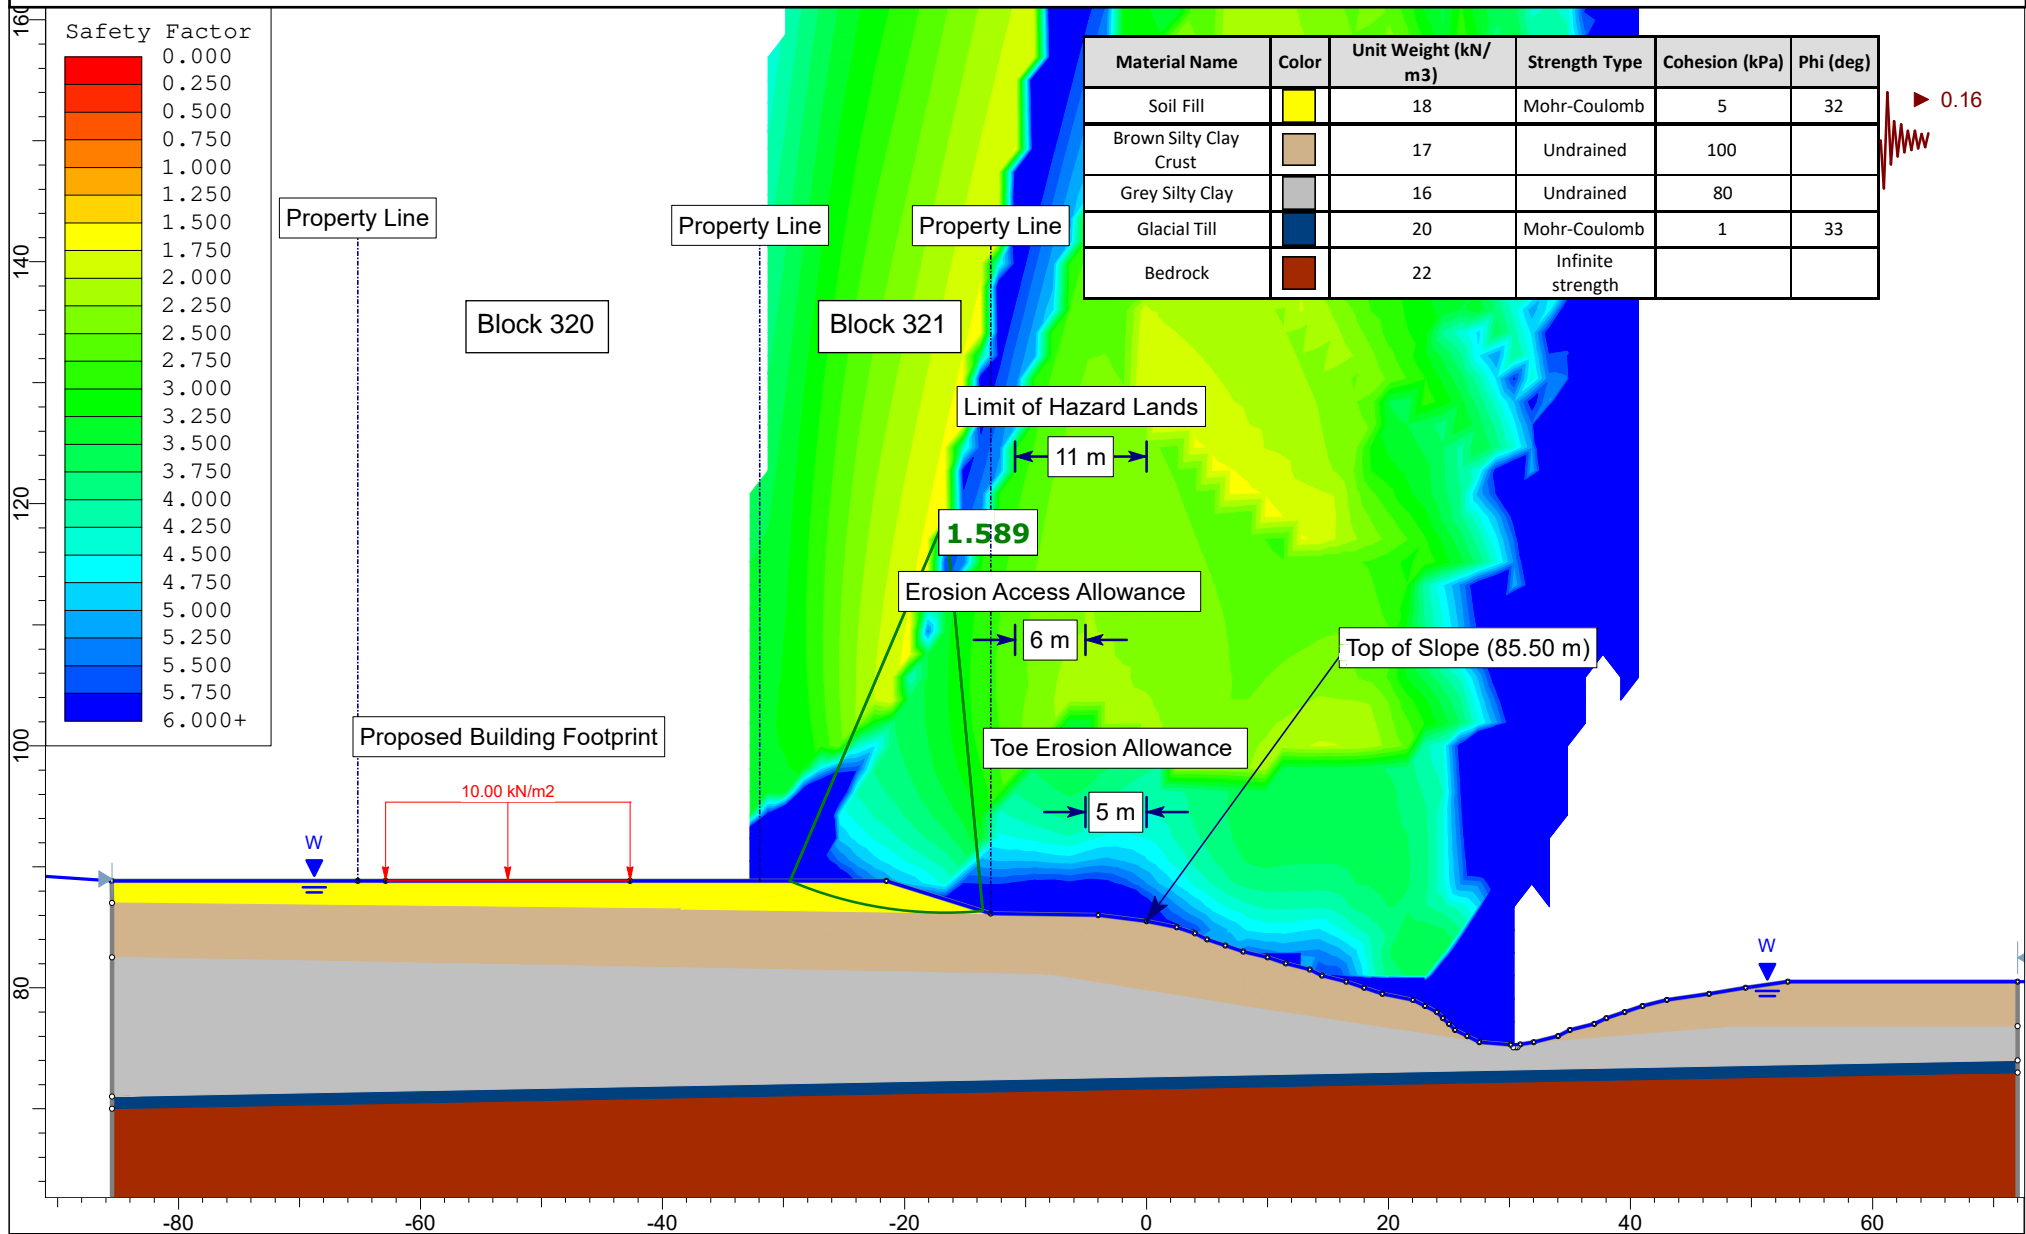 Safety Factor
0.000
0.250
0.500
0.750
1.000
1.250
1.500
1.750
2.000
2.250
2.500
2.750
3.000
3.250
3.500
3.750
4.000
4.250
4.500
4.750
5.000
5.250
5.500
5.750
6.000+
Material Name Color Unit Weight (kN/
m3) Strength Type Cohesion (kPa) Phi (deg)
Soil Fill 18 Mohr-Coulomb 5 32
Brown Silty Clay
Crust 17 Undrained 100
Grey Silty Clay 16 Undrained 80
Glacial Till 20 Mohr-Coulomb 1 33
Bedrock 22 Infinite
strength
0.16
Property Line
Property Line
Property Line
Block 320
Block 321
Limit of Hazard Lands
11 m
1.589
Erosion Access Allowance
6 m
Top of Slope (85.50 m)
Proposed Building Footprint
Toe Erosion Allowance
10.00 kN/m2
5 m
W
W
160
140
120
100
80
-80 -60 -40 -20 0 20 40 60